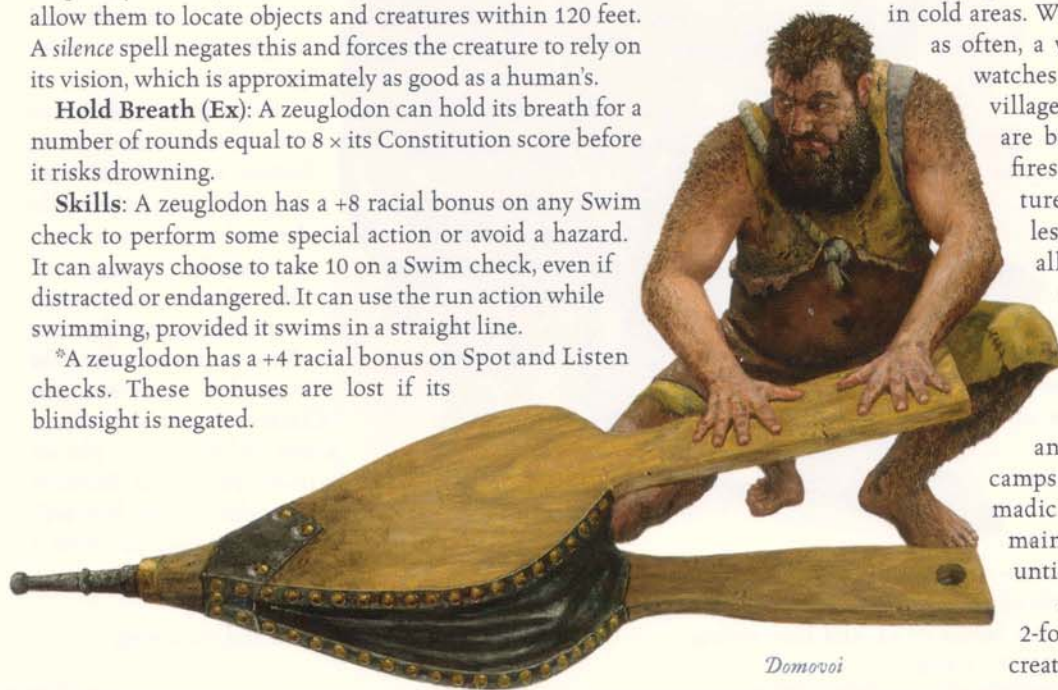 allow them to locate objects and creatures within 120 feet.
A silence spell negates this and forces the creature to rely on
its vision, which is approximately as good as a human's.
Hold Breath (Ex): A zeuglodon can hold its breath for a
number of rounds equal to 8 × its Constitution score before
it risks drowning.
Skills: A zeuglodon has a +8 racial bonus on any Swim
check to perform some special action or avoid a hazard.
It can always choose to take 10 on a Swim check, even if
distracted or endangered. It can use the run action while
swimming, provided it swims in a straight line.
*A zeuglodon has a +4 racial bonus on Spot and Listen
checks. These bonuses are lost if its
blindsight is negated.
Domovoi
in cold areas. W
as often, a
watches
village
are b
fires
ture
les
all
an
camps
madic
main
unti
2-fo
creat